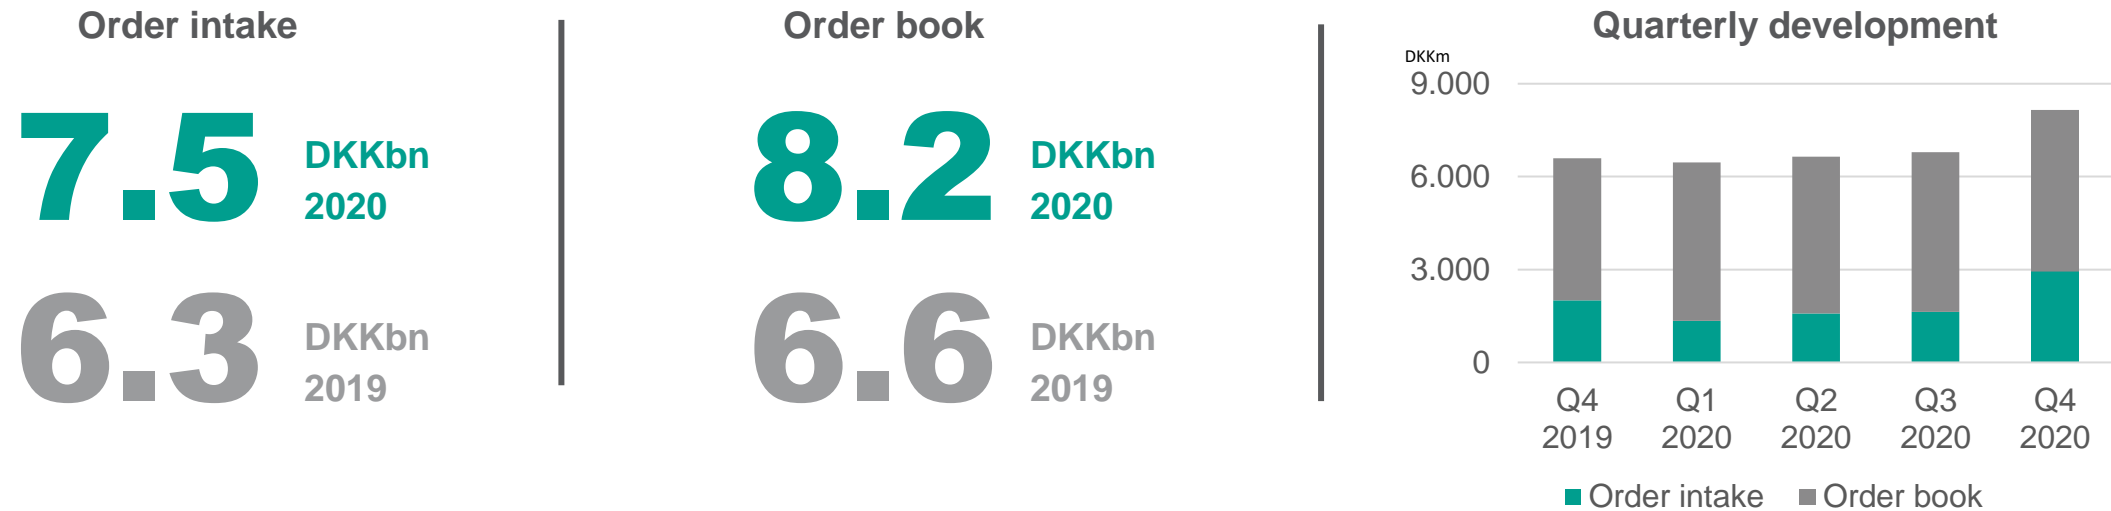 Order intake
7.5
DKKbn
2020
6.3
DKKbn
2019
Order book
8.2
DKKbn
2020
6.6
DKKbn
2019
Quarterly development
DKKm
9.000
6.000
3.000
0
Q4 Q1 Q2 Q3 Q4
2019 2020 2020 2020 2020
Order intake Order book